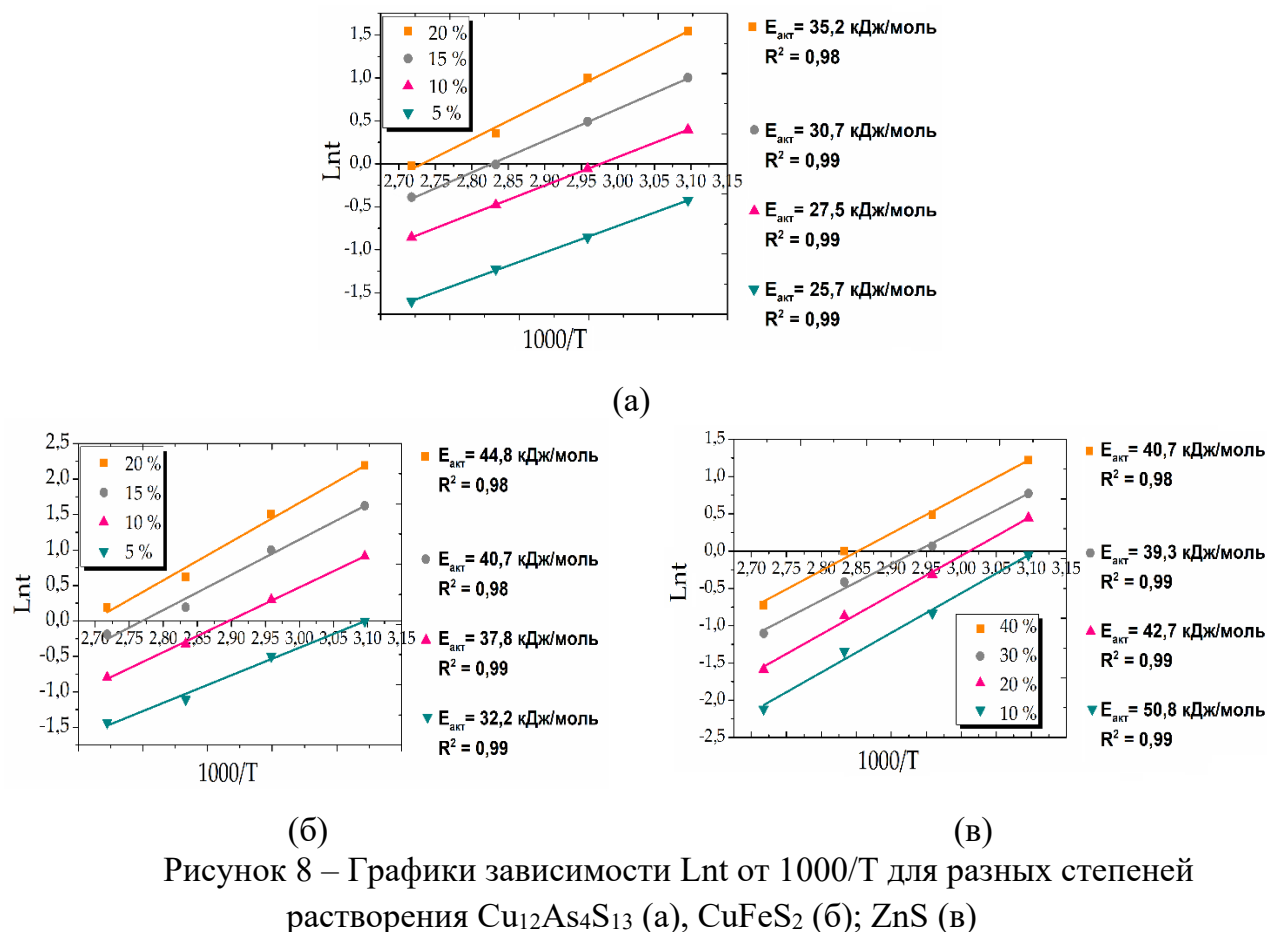 20 %
15 %
10 %
5 %
1,5
1,0
0,5
0,0
-0,5
-1,0
-1,5
Lnt
2,70 2,75 2,80 2,85 2,90 2,95 3,00 3,05 3,10 3,15
1000/T
Eакт= 35,2 кДж/моль
R² = 0,98
Eакт= 30,7 кДж/моль
R² = 0,99
Eакт= 27,5 кДж/моль
R² = 0,99
Eакт= 25,7 кДж/моль
R² = 0,99
(а)
20 %
15 %
10 %
5 %
2,5
2,0
1,5
1,0
0,5
0,0
-0,5
-1,0
-1,5
Lnt
2,70 2,75 2,80 2,85 2,90 2,95 3,00 3,05 3,10 3,15
1000/T
Eакт= 44,8 кДж/моль
R² = 0,98
Eакт= 40,7 кДж/моль
R² = 0,98
Eакт= 37,8 кДж/моль
R² = 0,99
Eакт= 32,2 кДж/моль
R² = 0,99
(б)
1,5
1,0
0,5
0,0
-0,5
-1,0
-1,5
-2,0
-2,5
Lnt
2,70 2,75 2,80 2,85 2,90 2,95 3,00 3,05 3,10 3,15
40 %
30 %
20 %
10 %
1000/T
Eакт= 40,7 кДж/моль
R² = 0,98
Eакт= 39,3 кДж/моль
R² = 0,99
Eакт= 42,7 кДж/моль
R² = 0,99
Eакт= 50,8 кДж/моль
R² = 0,99
(в)
Рисунок 8 – Графики зависимости Lnt от 1000/T для разных степеней
растворения Cu₁₂As₄S₁₃ (а), CuFeS₂ (б); ZnS (в)